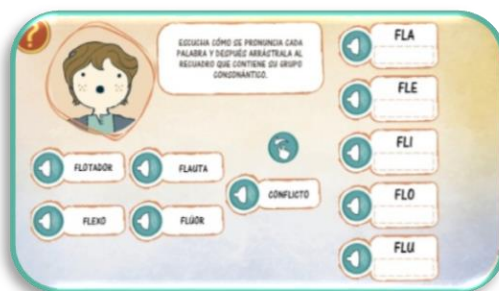 ?
ESCUCHA CÓMO SE PRONUNCIA CADA
PALABRA Y DESPUÉS ARRÁSTRALA AL
RECUADRO QUE CONTIENE SU GRUPO
CONSONÁNTICO.
FLA
FLE
FLI
FLO
FLU
FLOTADOR
FLAUTA
CONFLICTO
FLEXO
FLÚOR